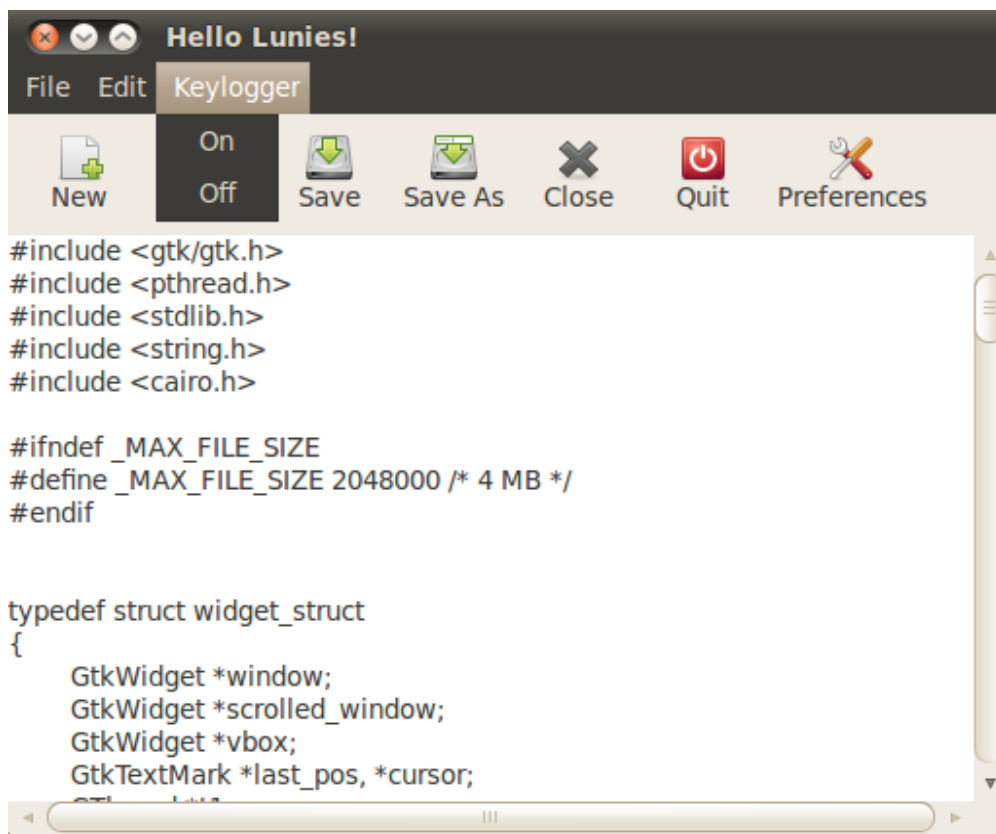 Hello Lunies!
File Edit Keylogger
On
Off
New Save Save As Close Quit Preferences
#include <gtk/gtk.h>
#include <pthread.h>
#include <stdlib.h>
#include <string.h>
#include <cairo.h>
#ifndef _MAX_FILE_SIZE
#define _MAX_FILE_SIZE 2048000 /* 4 MB */
#endif
typedef struct widget_struct
{
GtkWidget *window;
GtkWidget *scrolled_window;
GtkWidget *vbox;
GtkTextMark *last_pos, *cursor;